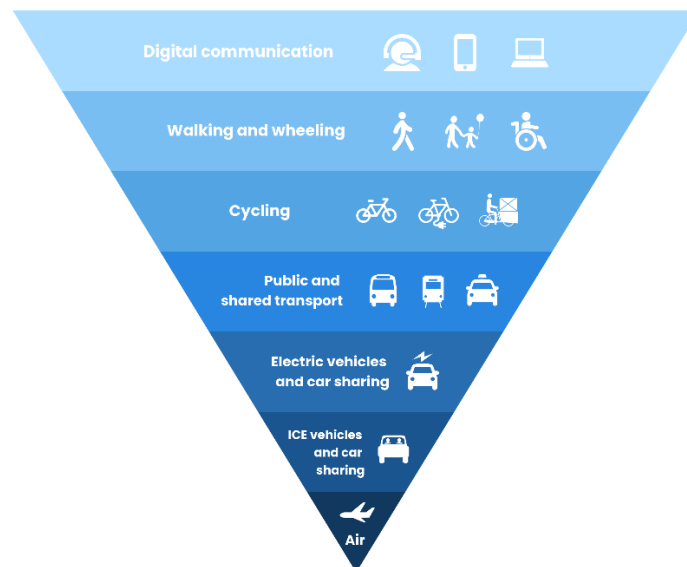 Digital communication
Walking and wheeling
Cycling
Public and
shared transport
Electric vehicles
and car sharing
ICE vehicles
and car
sharing
Air